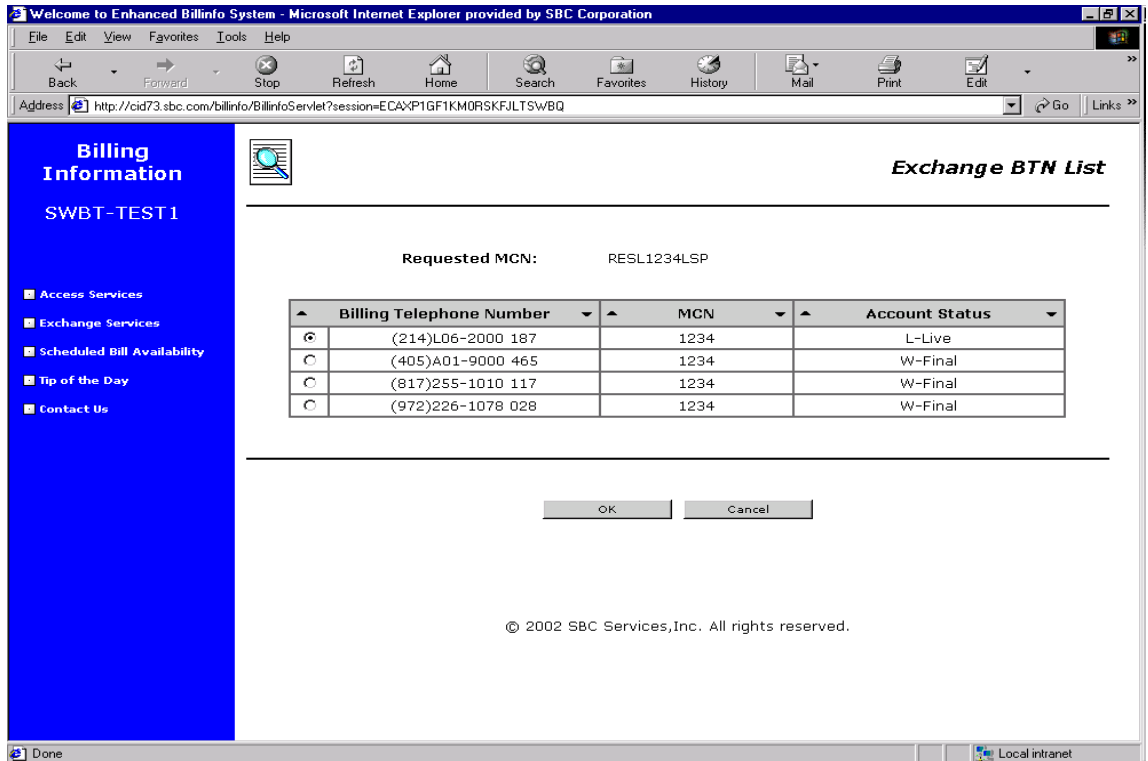 Welcome to Enhanced Billinfo System - Microsoft Internet Explorer provided by SBC Corporation
File Edit View Favorites Tools Help
Back Forward Stop Refresh Home Search Favorites History Mail Print Edit
Address http://cid73.sbc.com/billinfo/BillinfoServlet?session=ECAXP1GF1KM0RSKFJLTSWBQ Go Links
Billing Information
SWBT-TEST1
Access Services
Exchange Services
Scheduled Bill Availability
Tip of the Day
Contact Us
Exchange BTN List
Requested MCN: RESL1234LSP
Billing Telephone Number MCN Account Status
(214)L06-2000 187 1234 L-Live
(405)A01-9000 465 1234 W-Final
(817)255-1010 117 1234 W-Final
(972)226-1078 028 1234 W-Final
OK Cancel
© 2002 SBC Services,Inc. All rights reserved.
Done Local intranet